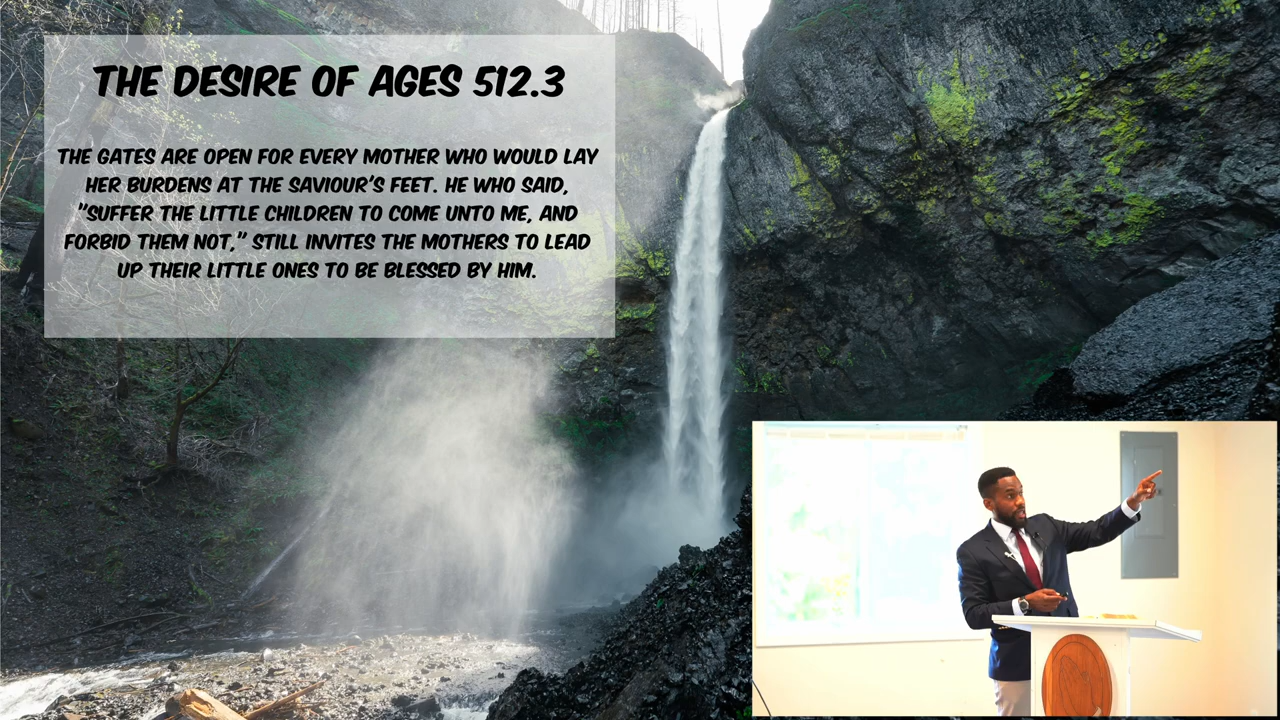 THE DESIRE OF AGES 512.3
THE GATES ARE OPEN FOR EVERY MOTHER WHO WOULD LAY
HER BURDENS AT THE SAVIOUR'S FEET. HE WHO SAID,
"SUFFER THE LITTLE CHILDREN TO COME UNTO ME, AND
FORBID THEM NOT," STILL INVITES THE MOTHERS TO LEAD
UP THEIR LITTLE ONES TO BE BLESSED BY HIM.